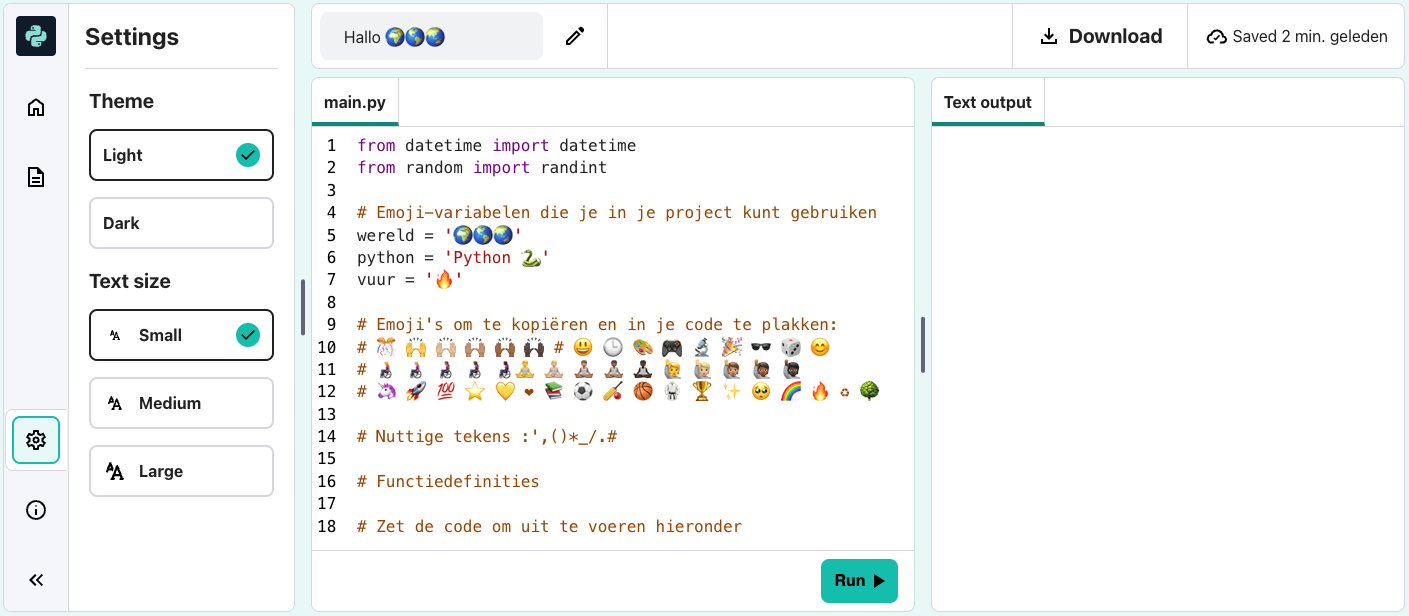 Settings
Theme
Light
Dark
Text size
Small
Medium
Large
Hallo 🌍🌎🌏
Download
Saved 2 min. geleden
main.py
1 from datetime import datetime
2 from random import randint
3
4 # Emoji-variabelen die je in je project kunt gebruiken
5 wereld = '🌍🌎🌏'
6 python = 'Python 🐍'
7 vuur = '🔥'
8
9 # Emoji's om te kopiëren en in je code te plakken:
10 # 🎊 🙌 🙌🏼 🙌🏽 🙌🏾 🙌🏿 # 😃 🕒 🎨 🎮 🔬 🎉 🕶️ 🎲 😊
11 # 👩🏼‍🦽 👩🏽‍🦽 👩🏾‍🦽 👩🏿‍🦽 👩🏿‍🦽🧘 🧘🏼 🧘🏽 🧘🏾 🧘🏿 🙋 🙋🏼 🙋🏽 🙋🏾 🙋🏿
12 # 🦄 🚀 💯 ⭐ 💛 ❤ 📚 ⚽ 🏏 🏀 🥋 🏆 ✨ 🥺 🌈 🔥 ♻ 🌳
13
14 # Nuttige tekens :',()*_/.#
15
16 # Functiedefinities
17
18 # Zet de code om uit te voeren hieronder
Run
Text output